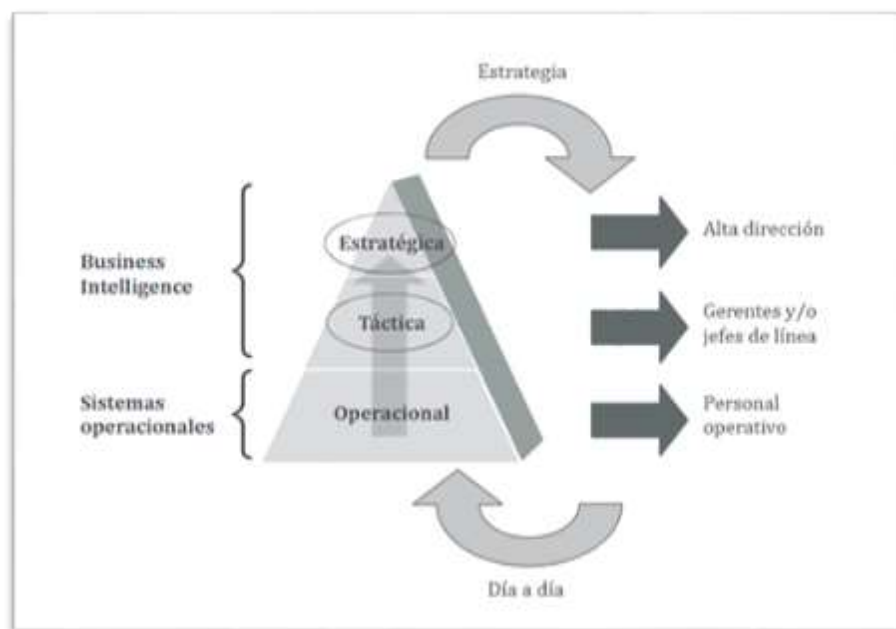 Estrategia
Estratégica
Alta dirección
Business
Intelligence
Táctica
Gerentes y/o
jefes de línea
Sistemas
operacionales
Operacional
Personal
operativo
Día a día